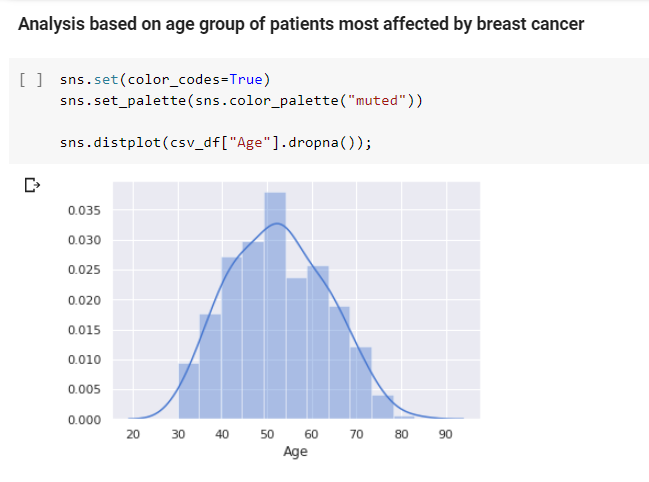 Analysis based on age group of patients most affected by breast cancer
[ ] sns.set(color_codes=True)
sns.set_palette(sns.color_palette("muted"))
sns.distplot(csv_df["Age"].dropna());
0.035
0.030
0.025
0.020
0.015
0.010
0.005
0.000
20 30 40 50 60 70 80 90
Age